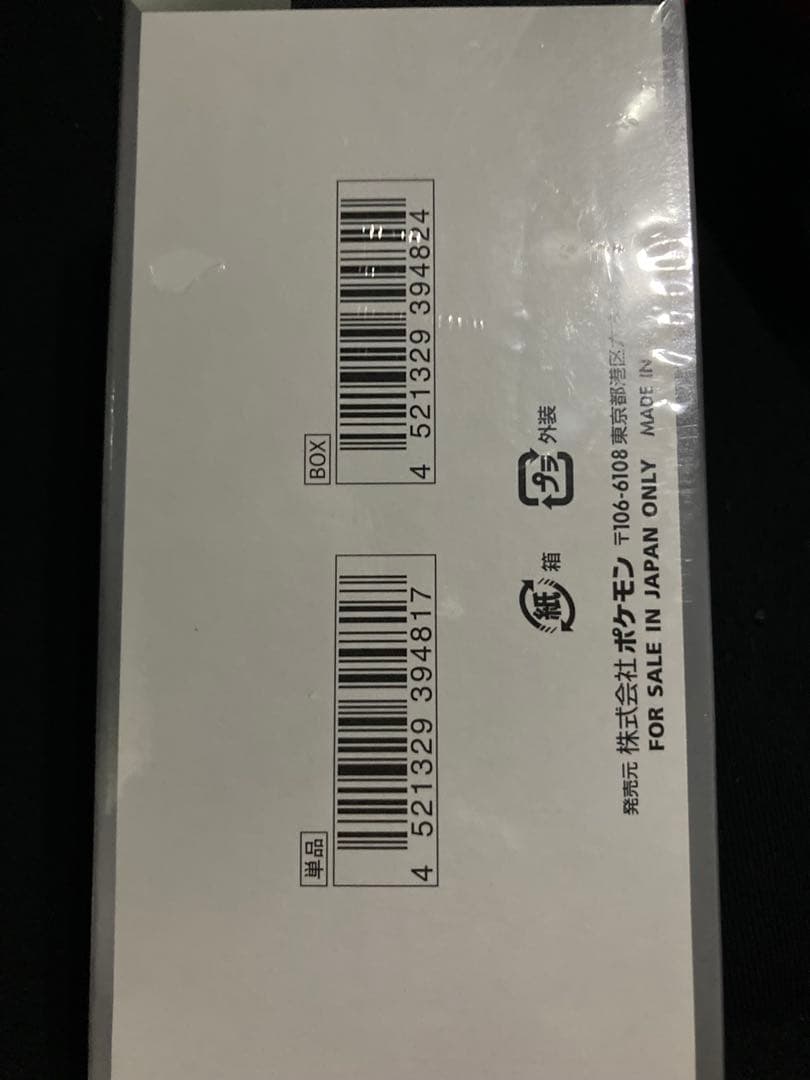 単品
4 521329 394817
BOX
4 521329 394824
紙 箱
プラ 外装
発売元 株式会社 ポケモン 〒106-6108 東京都港区六
FOR SALE IN JAPAN ONLY MADE IN